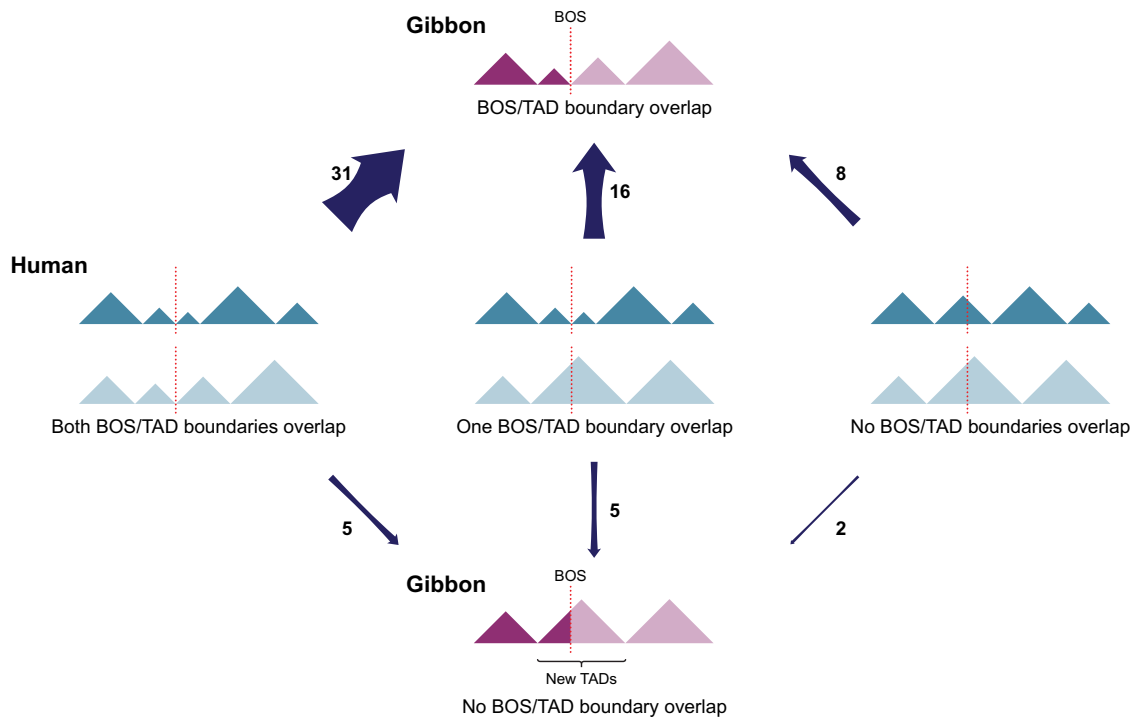 Gibbon
BOS
BOS/TAD boundary overlap
31
16
8
Human
Both BOS/TAD boundaries overlap
One BOS/TAD boundary overlap
No BOS/TAD boundaries overlap
5
5
2
Gibbon
BOS
New TADs
No BOS/TAD boundary overlap